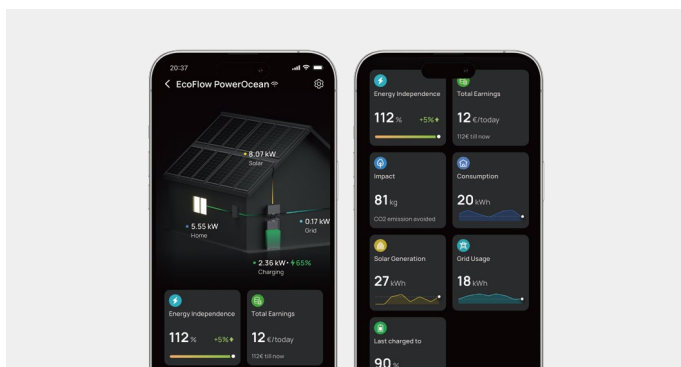 20:37
EcoFlow PowerOcean
8.07 kW
Solar
5.55 kW
Home
0.17 kW
Grid
2.36 kW 65%
Charging
Energy Independence
112 % +5%
Total Earnings
12 €/today
112€ till now
Energy Independence
112 % +5%
Total Earnings
12 €/today
112€ till now
Impact
81 kg
CO2 emission avoided
Consumption
20 kWh
Solar Generation
27 kWh
Grid Usage
18 kWh
Last charged to
90 %